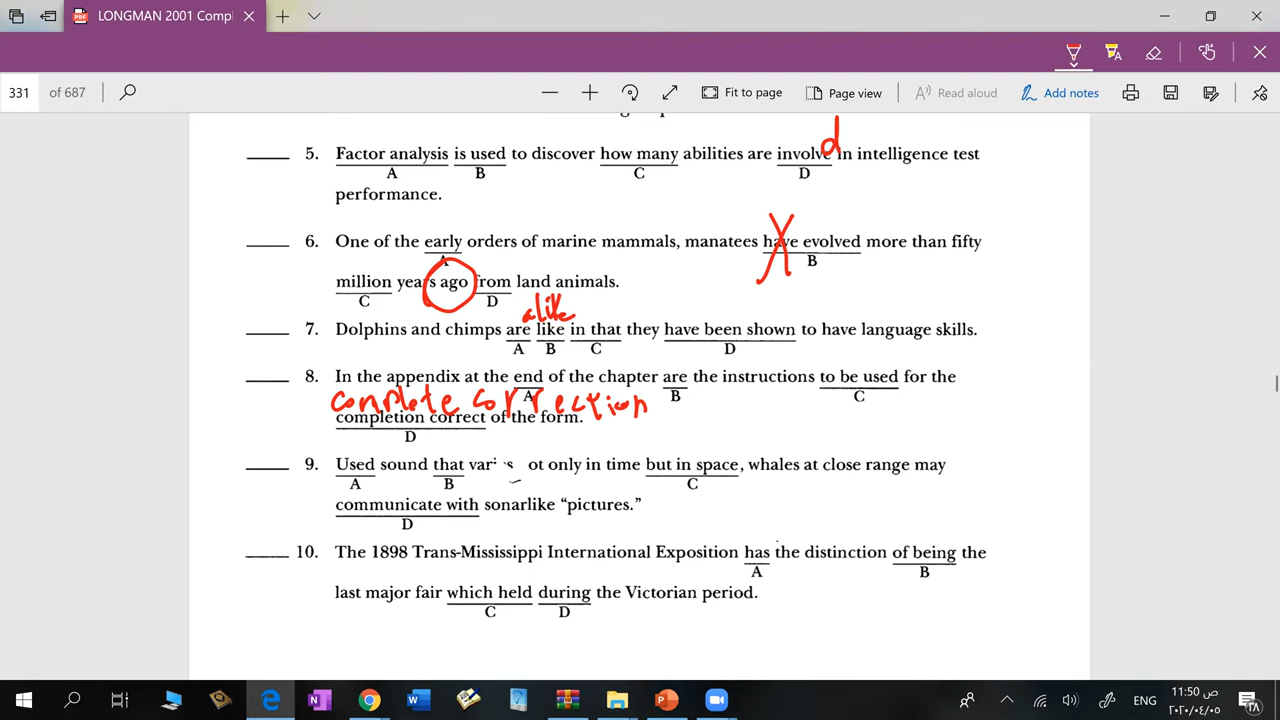 LONGMAN 2001 Compl
331 of 687
Fit to page
Page view
Read aloud
Add notes
d
5. Factor analysis is used to discover how many abilities are involve in intelligence test
A B C D
performance.
6. One of the early orders of marine mammals, manatees have evolved more than fifty
A B
million years ago from land animals.
C D
alike
7. Dolphins and chimps are like in that they have been shown to have language skills.
A B C D
8. In the appendix at the end of the chapter are the instructions to be used for the
A B C
complete correction
completion correct of the form.
D
9. Used sound that varies ot only in time but in space, whales at close range may
A B C
communicate with sonarlike “pictures.”
D
10. The 1898 Trans-Mississippi International Exposition has the distinction of being the
A B
last major fair which held during the Victorian period.
C D
ENG
11:50 ص
٢٠٢٠/٠٤/٠٥